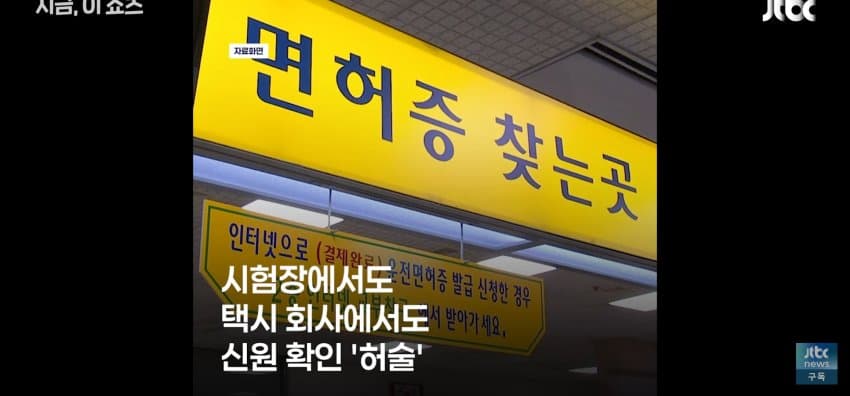 지금, 이 쇼츠
jtbc
자료화면
면허증 찾는곳
인터넷으로 (결제완료) 운전면허증 발급 신청한 경우
에서 받아가세요.
시험장에서도
택시 회사에서도
신원 확인 '허술'
jtbc
news
구독